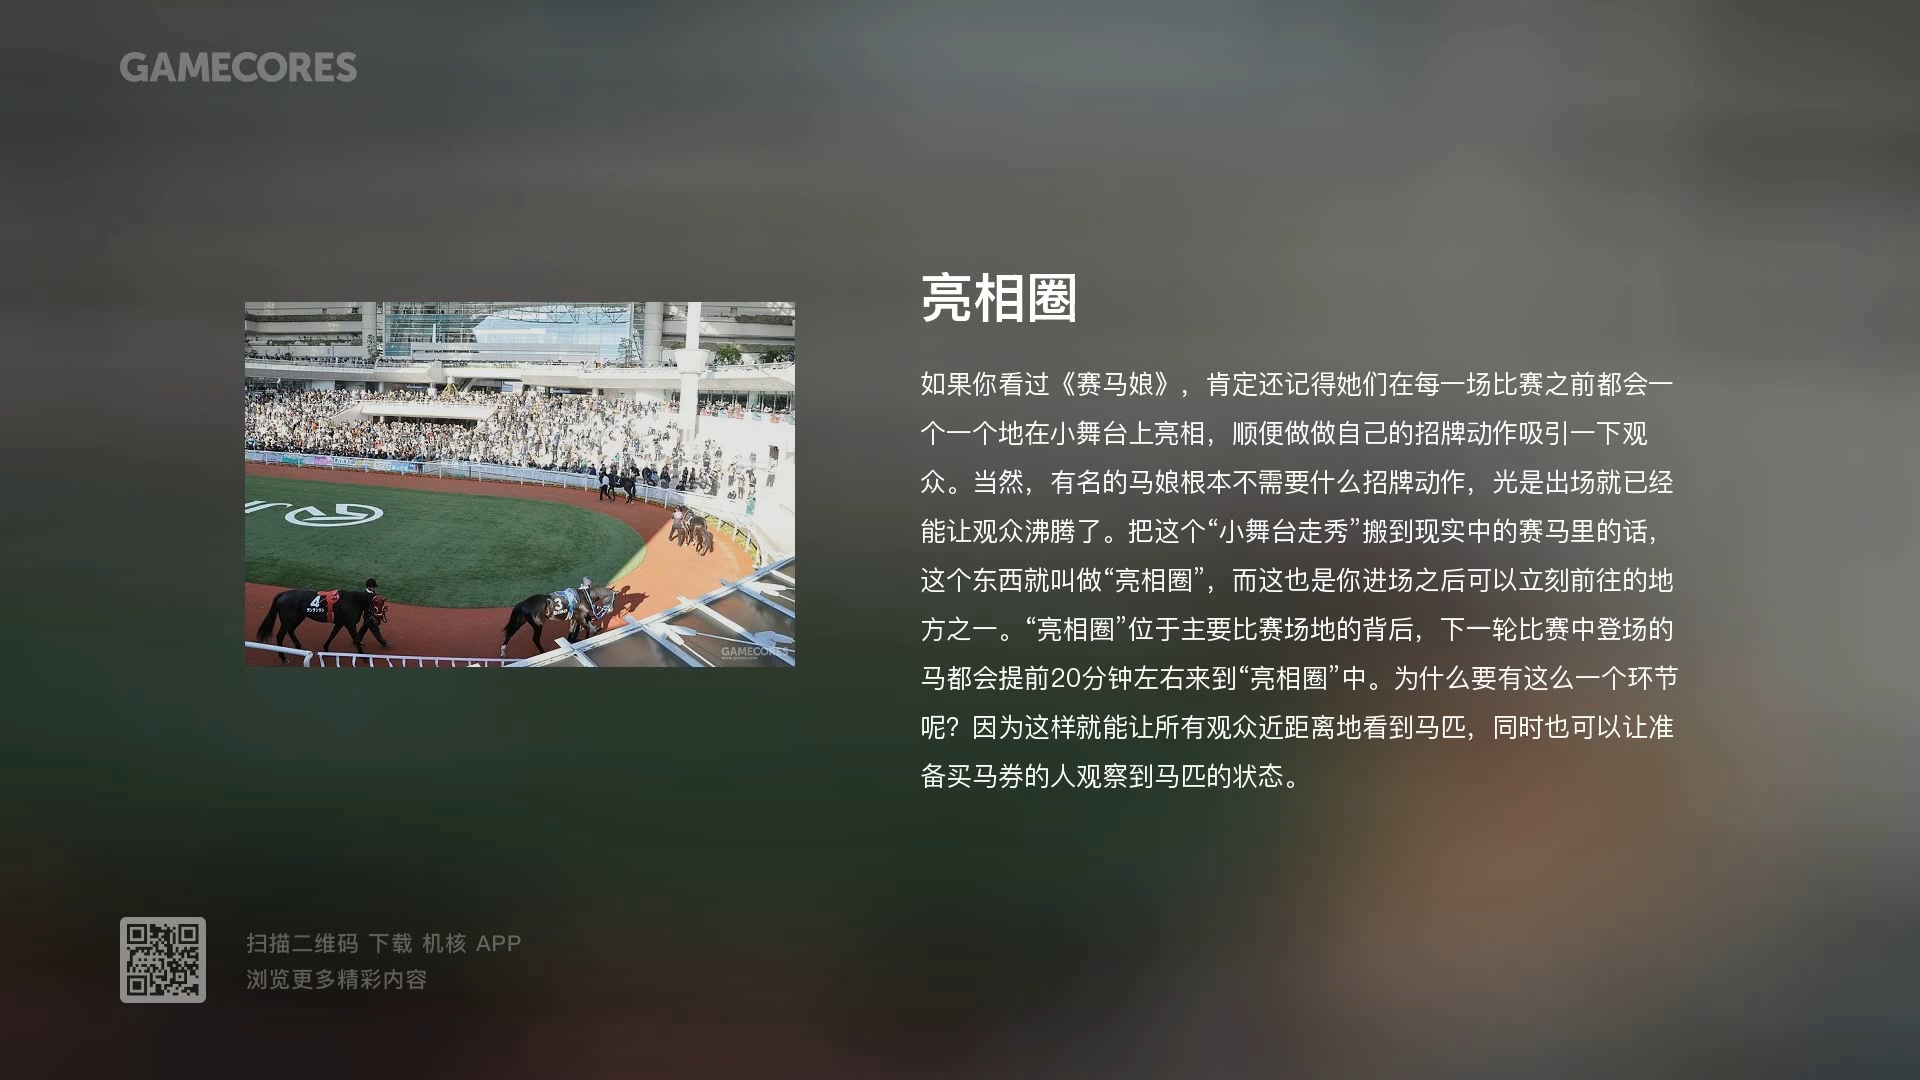 GAMECORES
亮相圈
如果你看过《赛马娘》，肯定还记得她们在每一场比赛之前都会一
个一个地在小舞台上亮相，顺便做做自己的招牌动作吸引一下观
众。当然，有名的马娘根本不需要什么招牌动作，光是出场就已经
能让观众沸腾了。把这个“小舞台走秀”搬到现实中的赛马里的话，
这个东西就叫做“亮相圈”，而这也是你进场之后可以立刻前往的地
方之一。“亮相圈”位于主要比赛场地的背后，下一轮比赛中登场的
马都会提前20分钟左右来到“亮相圈”中。为什么要有这么一个环节
呢？因为这样就能让所有观众近距离地看到马匹，同时也可以让准
备买马券的人观察到马匹的状态。
4
3
GAMECORES
扫描二维码 下载 机核 APP
浏览更多精彩内容